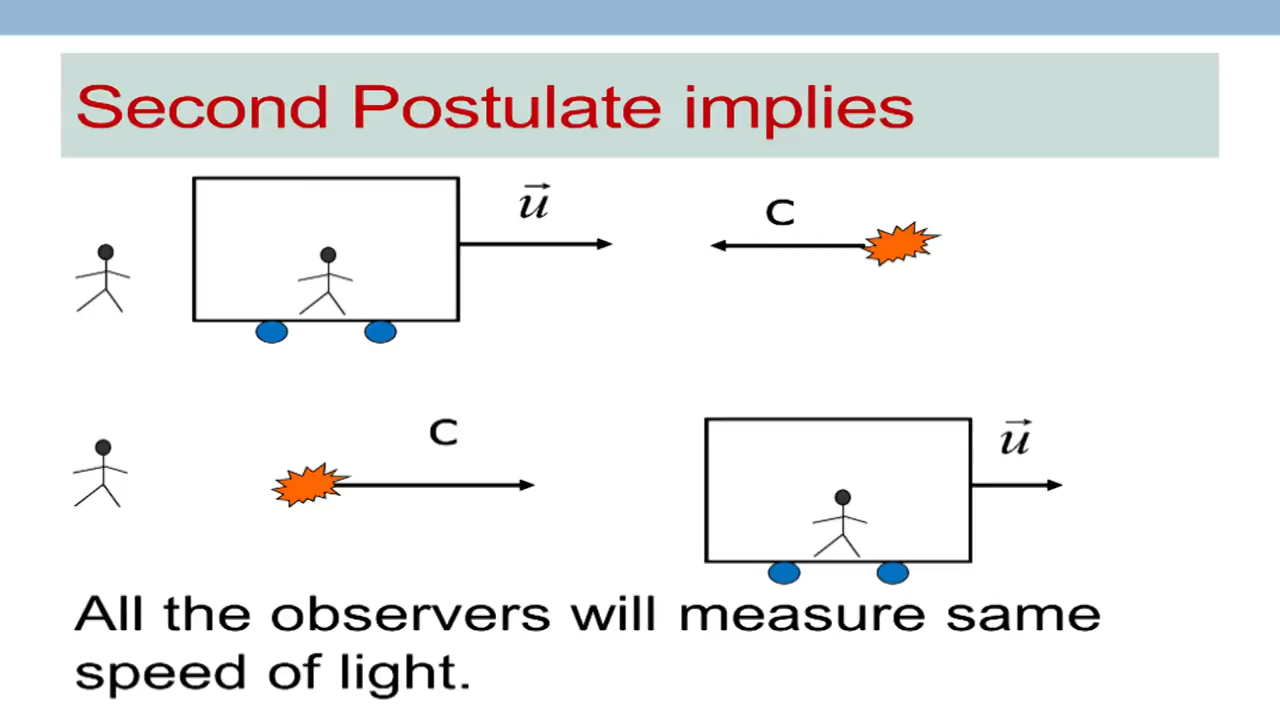 Second Postulate implies
u⃗
C
C
u⃗
All the observers will measure same
speed of light.